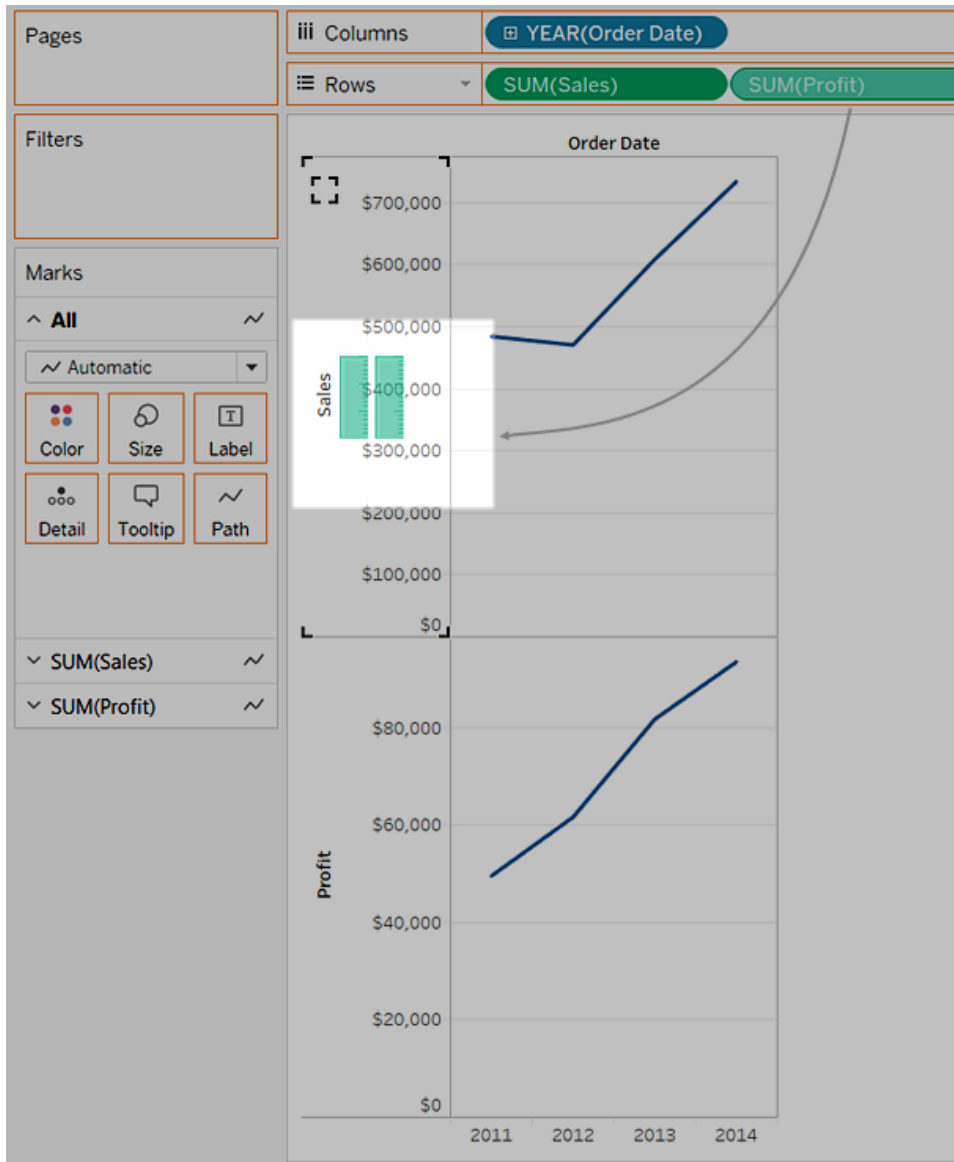 Pages
iii Columns
YEAR(Order Date)
Rows
SUM(Sales)
SUM(Profit)
Filters
Marks
All
Automatic
Color
Size
Label
Detail
Tooltip
Path
SUM(Sales)
SUM(Profit)
Order Date
Sales
$700,000
$600,000
$500,000
$400,000
$300,000
$200,000
$100,000
$0
Profit
$80,000
$60,000
$40,000
$20,000
$0
2011 2012 2013 2014